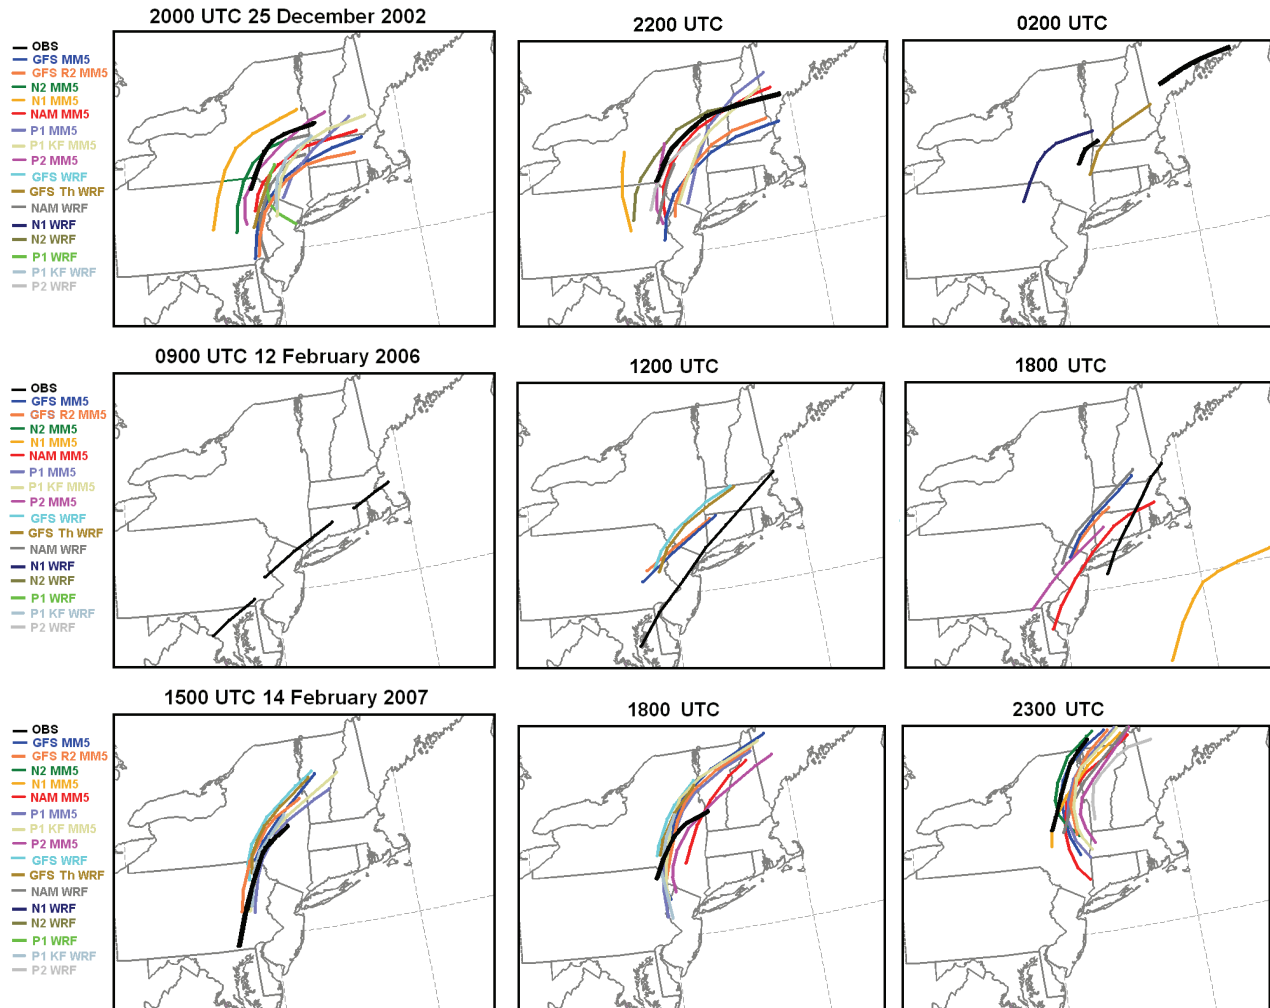 2000 UTC 25 December 2002
2200 UTC
0200 UTC
OBS
GFS MM5
GFS R2 MM5
N2 MM5
N1 MM5
NAM MM5
P1 MM5
P1 KF MM5
P2 MM5
GFS WRF
GFS Th WRF
NAM WRF
N1 WRF
N2 WRF
P1 WRF
P1 KF WRF
P2 WRF
0900 UTC 12 February 2006
1200 UTC
1800 UTC
OBS
GFS MM5
GFS R2 MM5
N2 MM5
N1 MM5
NAM MM5
P1 MM5
P1 KF MM5
P2 MM5
GFS WRF
GFS Th WRF
NAM WRF
N1 WRF
N2 WRF
P1 WRF
P1 KF WRF
P2 WRF
1500 UTC 14 February 2007
1800 UTC
2300 UTC
OBS
GFS MM5
GFS R2 MM5
N2 MM5
N1 MM5
NAM MM5
P1 MM5
P1 KF MM5
P2 MM5
GFS WRF
GFS Th WRF
NAM WRF
N1 WRF
N2 WRF
P1 WRF
P1 KF WRF
P2 WRF